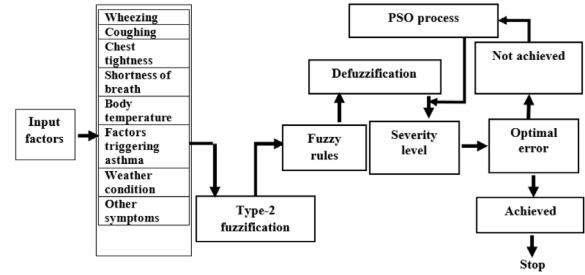 Input
factors
Wheezing
Coughing
Chest
tightness
Shortness of
breath
Body
temperature
Factors
triggering
asthma
Weather
condition
Other
symptoms
Type-2
fuzzification
Fuzzy
rules
Defuzzification
PSO process
Severity
level
Optimal
error
Not achieved
Achieved
Stop